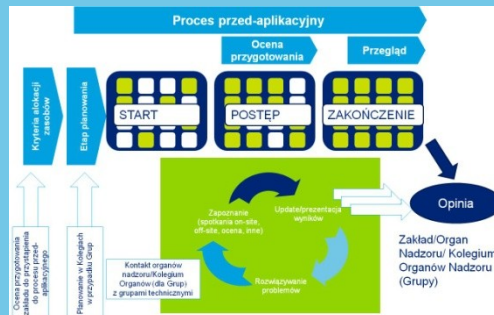 Proces przed-aplikacyjny
Ocena
przygotowania
Przegląd
Kryteria alokacji
zasobów
Etap planowania
START
POSTĘP
ZAKOŃCZENIE
Zapoznanie
(spotkania on-site,
off-site, ocena, inne)
Update/prezentacja
wyników
Rozwiązywanie
problemów
Opinia
Zakład/Organ
Nadzoru/ Kolegium
Organów Nadzoru
(Grupy)
Ocena przygotowania
zakładu do przystąpienia
do procesu przed-
aplikacyjnego
Planowanie w Kolegiach
w przypadku Grup
Kontakt organów
nadzoru/Kolegium
Organów (dla Grup)
z grupami technicznymi